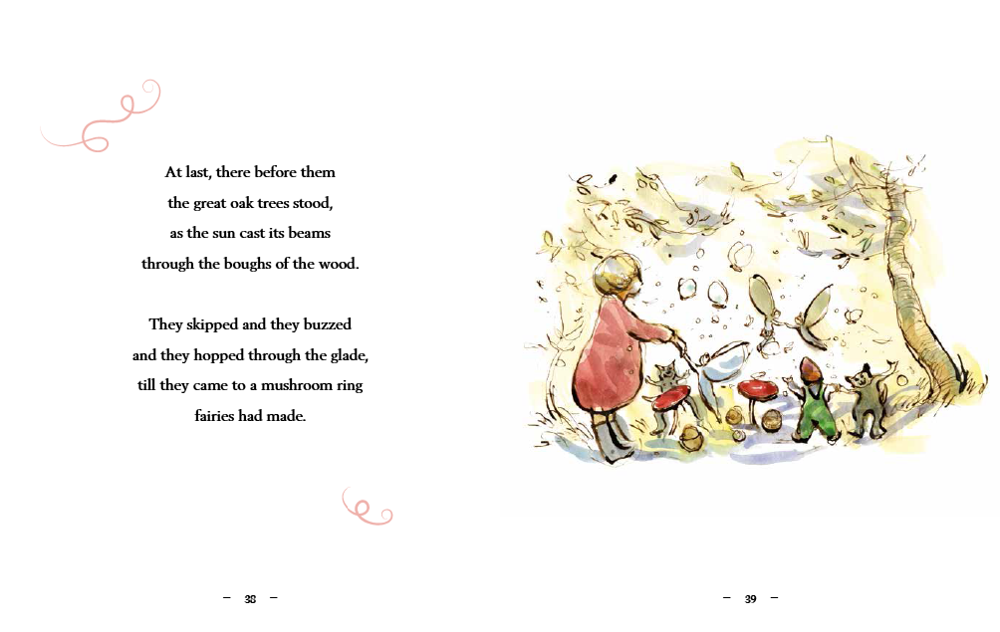 At last, there before them
the great oak trees stood,
as the sun cast its beams
through the boughs of the wood.
They skipped and they buzzed
and they hopped through the glade,
till they came to a mushroom ring
fairies had made.
– 38 –
– 39 –